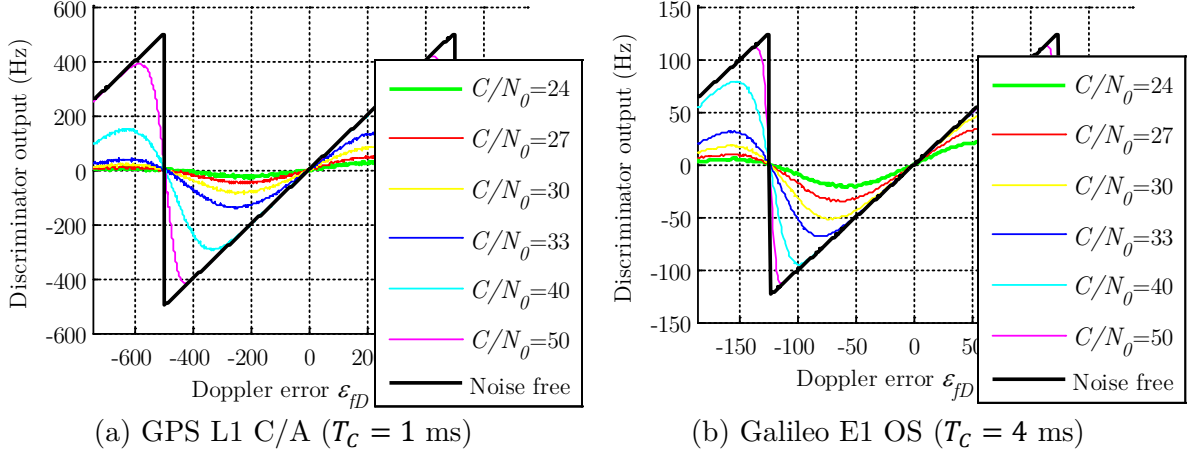 600
400
200
0
-200
-400
-600
Discriminator output (Hz)
-600 -400 -200 0 20
Doppler error εfD
C/N0=24
C/N0=27
C/N0=30
C/N0=33
C/N0=40
C/N0=50
Noise free
(a) GPS L1 C/A (TC = 1 ms)
150
100
50
0
-50
-100
-150
Discriminator output (Hz)
-150 -100 -50 0 50
Doppler error εfD
C/N0=24
C/N0=27
C/N0=30
C/N0=33
C/N0=40
C/N0=50
Noise free
(b) Galileo E1 OS (TC = 4 ms)